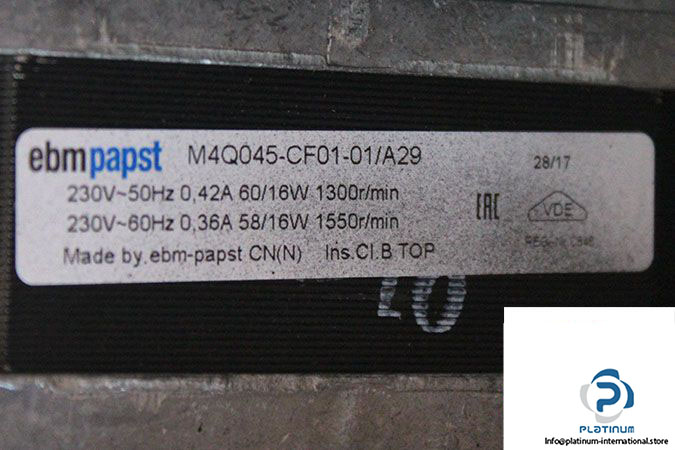 ebmpapst M4Q045-CF01-01/A29 28/17
230V~50Hz 0,42A 60/16W 1300r/min
230V~60Hz 0,36A 58/16W 1550r/min
EAC VDE
Made by.ebm-papst CN(N) Ins.Cl.B TOP
07
PLATINUM
Info@platinum-international.store